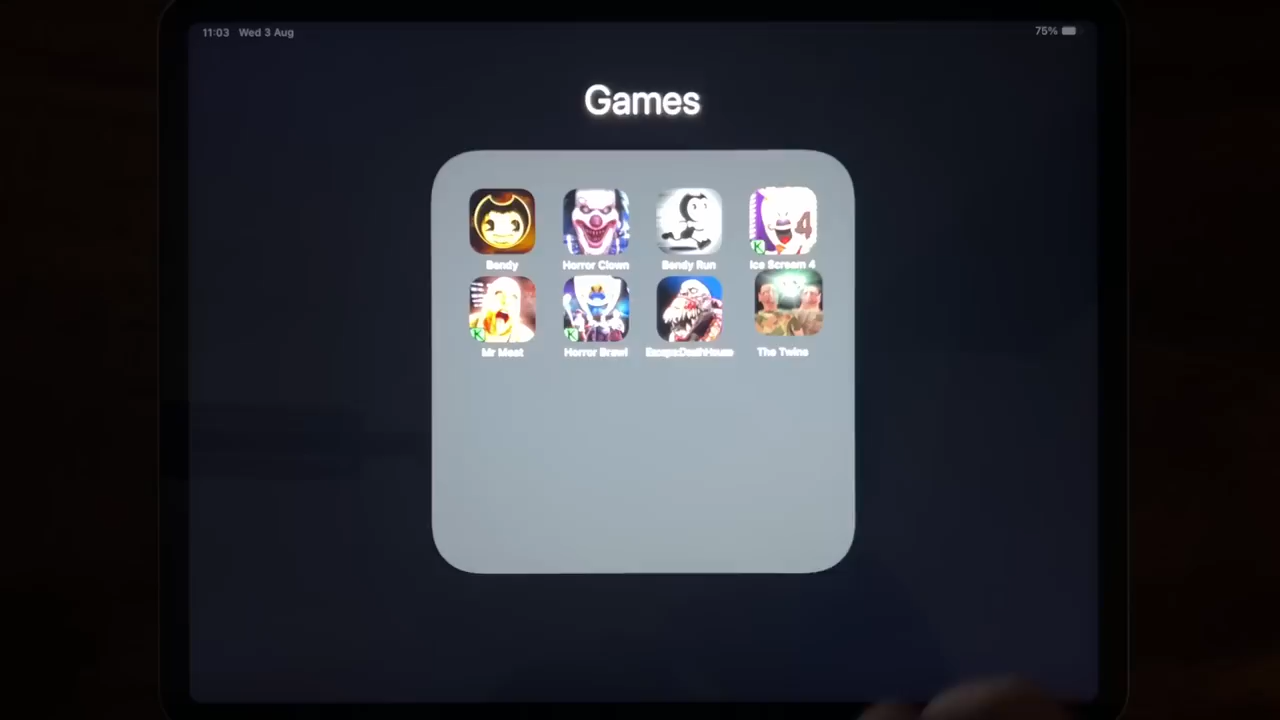 11:03 Wed 3 Aug
75%
Games
Bendy
Horror Clown
Bendy Run
Ice Scream 4
4
K
Mr Meat
Horror Brawl
Escape:DeathHouse
The Twins
K
K